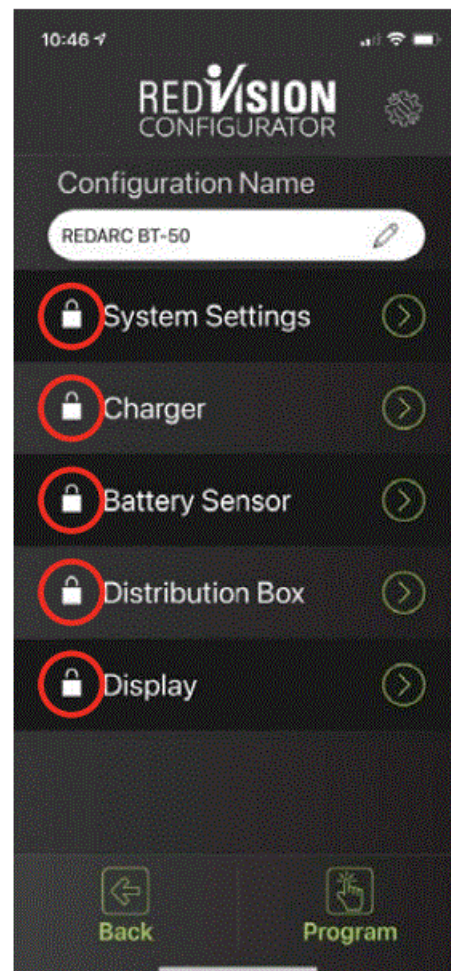 10:46
REDVISION
CONFIGURATOR
Configuration Name
REDARC BT-50
System Settings
Charger
Battery Sensor
Distribution Box
Display
Back
Program